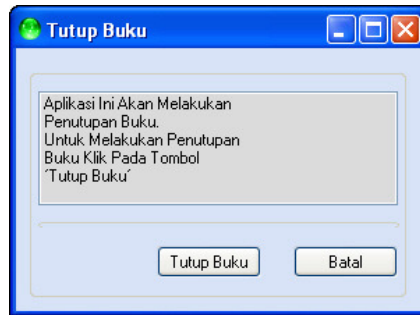 Tutup Buku
Aplikasi Ini Akan Melakukan
Penutupan Buku.
Untuk Melakukan Penutupan
Buku Klik Pada Tombol
´Tutup Buku´
Tutup Buku Batal